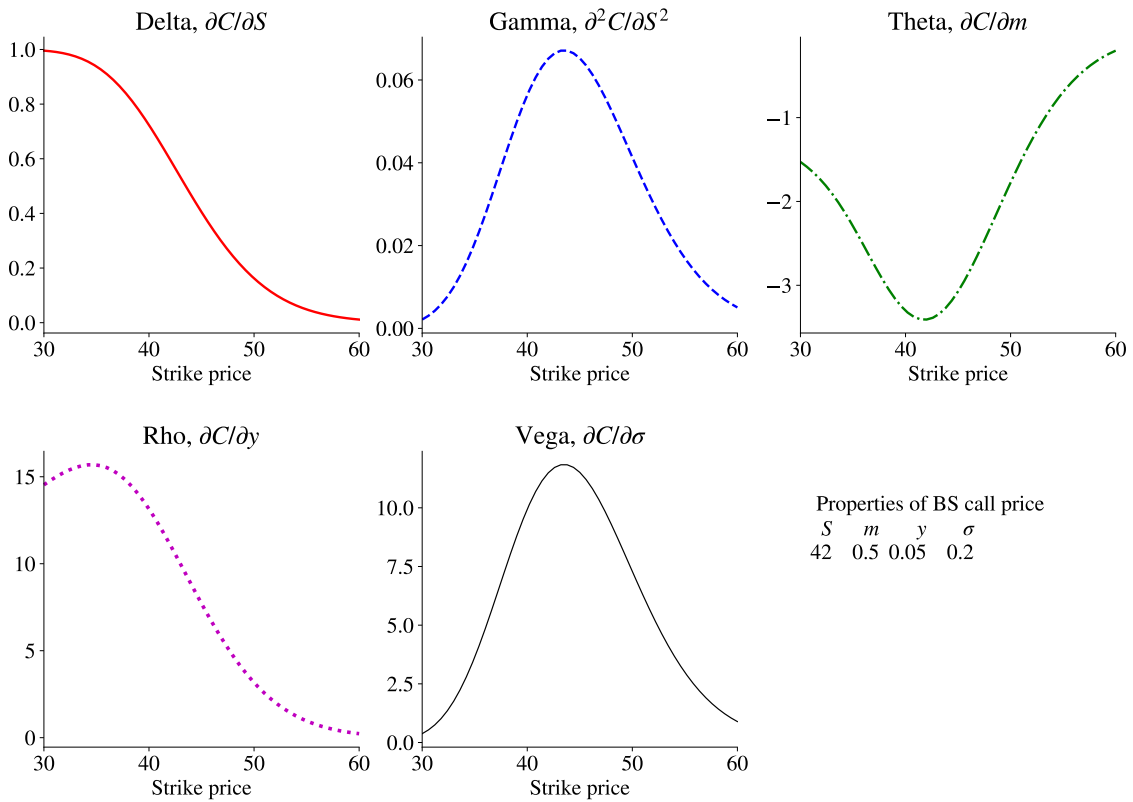 Delta, ∂C/∂S
1.0
0.8
0.6
0.4
0.2
0.0
30 40 50 60
Strike price
Gamma, ∂²C/∂S²
0.06
0.04
0.02
0.00
30 40 50 60
Strike price
Theta, ∂C/∂m
−1
−2
−3
30 40 50 60
Strike price
Rho, ∂C/∂y
15
10
5
0
30 40 50 60
Strike price
Vega, ∂C/∂σ
10.0
7.5
5.0
2.5
0.0
30 40 50 60
Strike price
Properties of BS call price
S m y σ
42 0.5 0.05 0.2